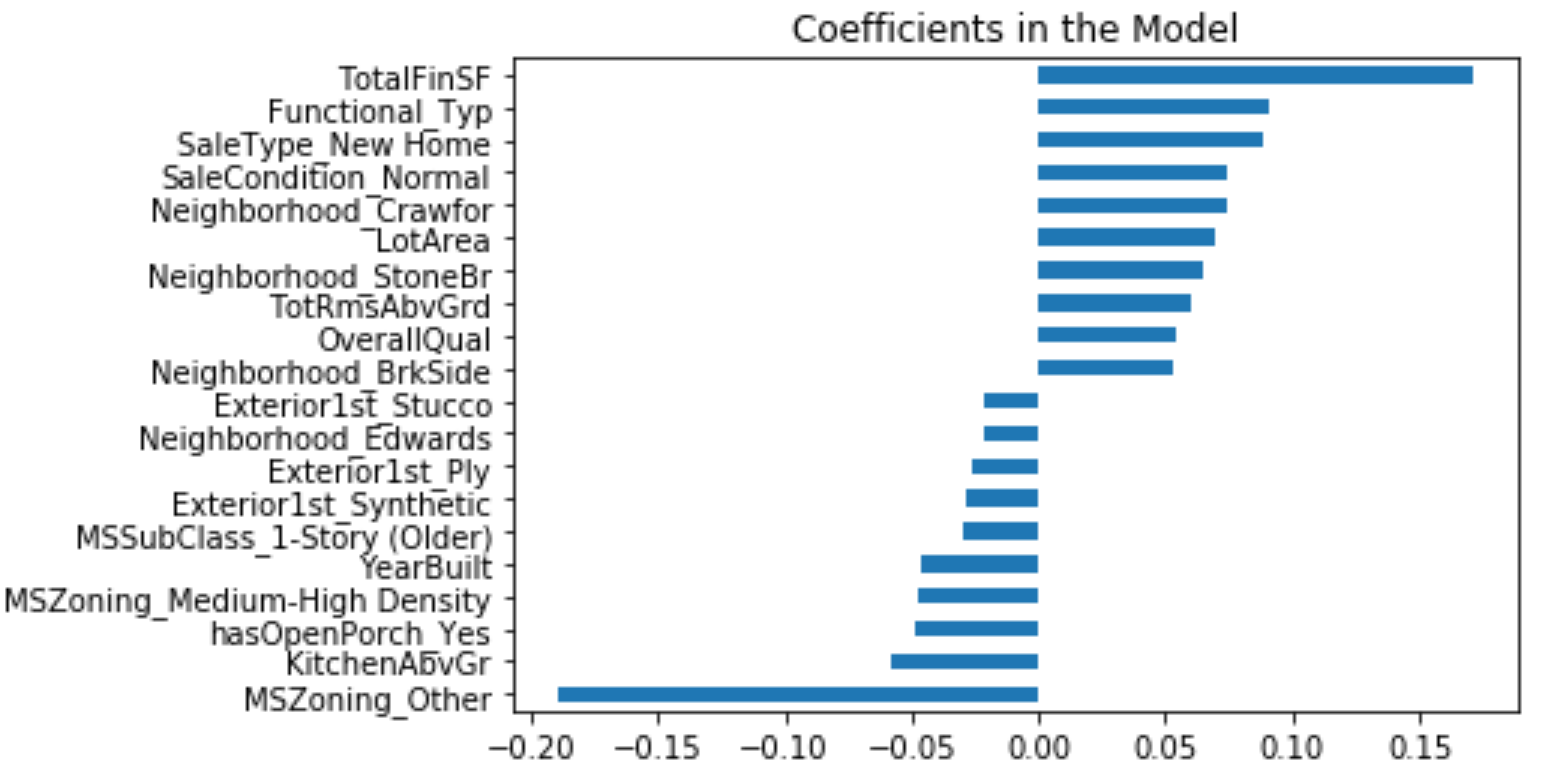 Coefficients in the Model
TotalFinSF
Functional_Typ
SaleType_New Home
SaleCondition_Normal
Neighborhood_Crawfor
LotArea
Neighborhood_StoneBr
TotRmsAbvGrd
OverallQual
Neighborhood_BrkSide
Exterior1st_Stucco
Neighborhood_Edwards
Exterior1st_Ply
Exterior1st_Synthetic
MSSubClass_1-Story (Older)
YearBuilt
MSZoning_Medium-High Density
hasOpenPorch_Yes
KitchenAbvGr
MSZoning_Other
−0.20 −0.15 −0.10 −0.05 0.00 0.05 0.10 0.15